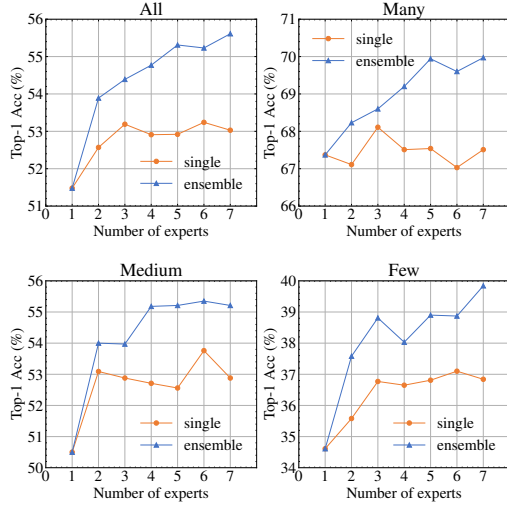 All
Top-1 Acc (%)
56
55
54
53
52
51
0 1 2 3 4 5 6 7
Number of experts
single
ensemble
Many
Top-1 Acc (%)
71
70
69
68
67
66
0 1 2 3 4 5 6 7
Number of experts
single
ensemble
Medium
Top-1 Acc (%)
56
55
54
53
52
51
50
0 1 2 3 4 5 6 7
Number of experts
single
ensemble
Few
Top-1 Acc (%)
40
39
38
37
36
35
34
0 1 2 3 4 5 6 7
Number of experts
single
ensemble